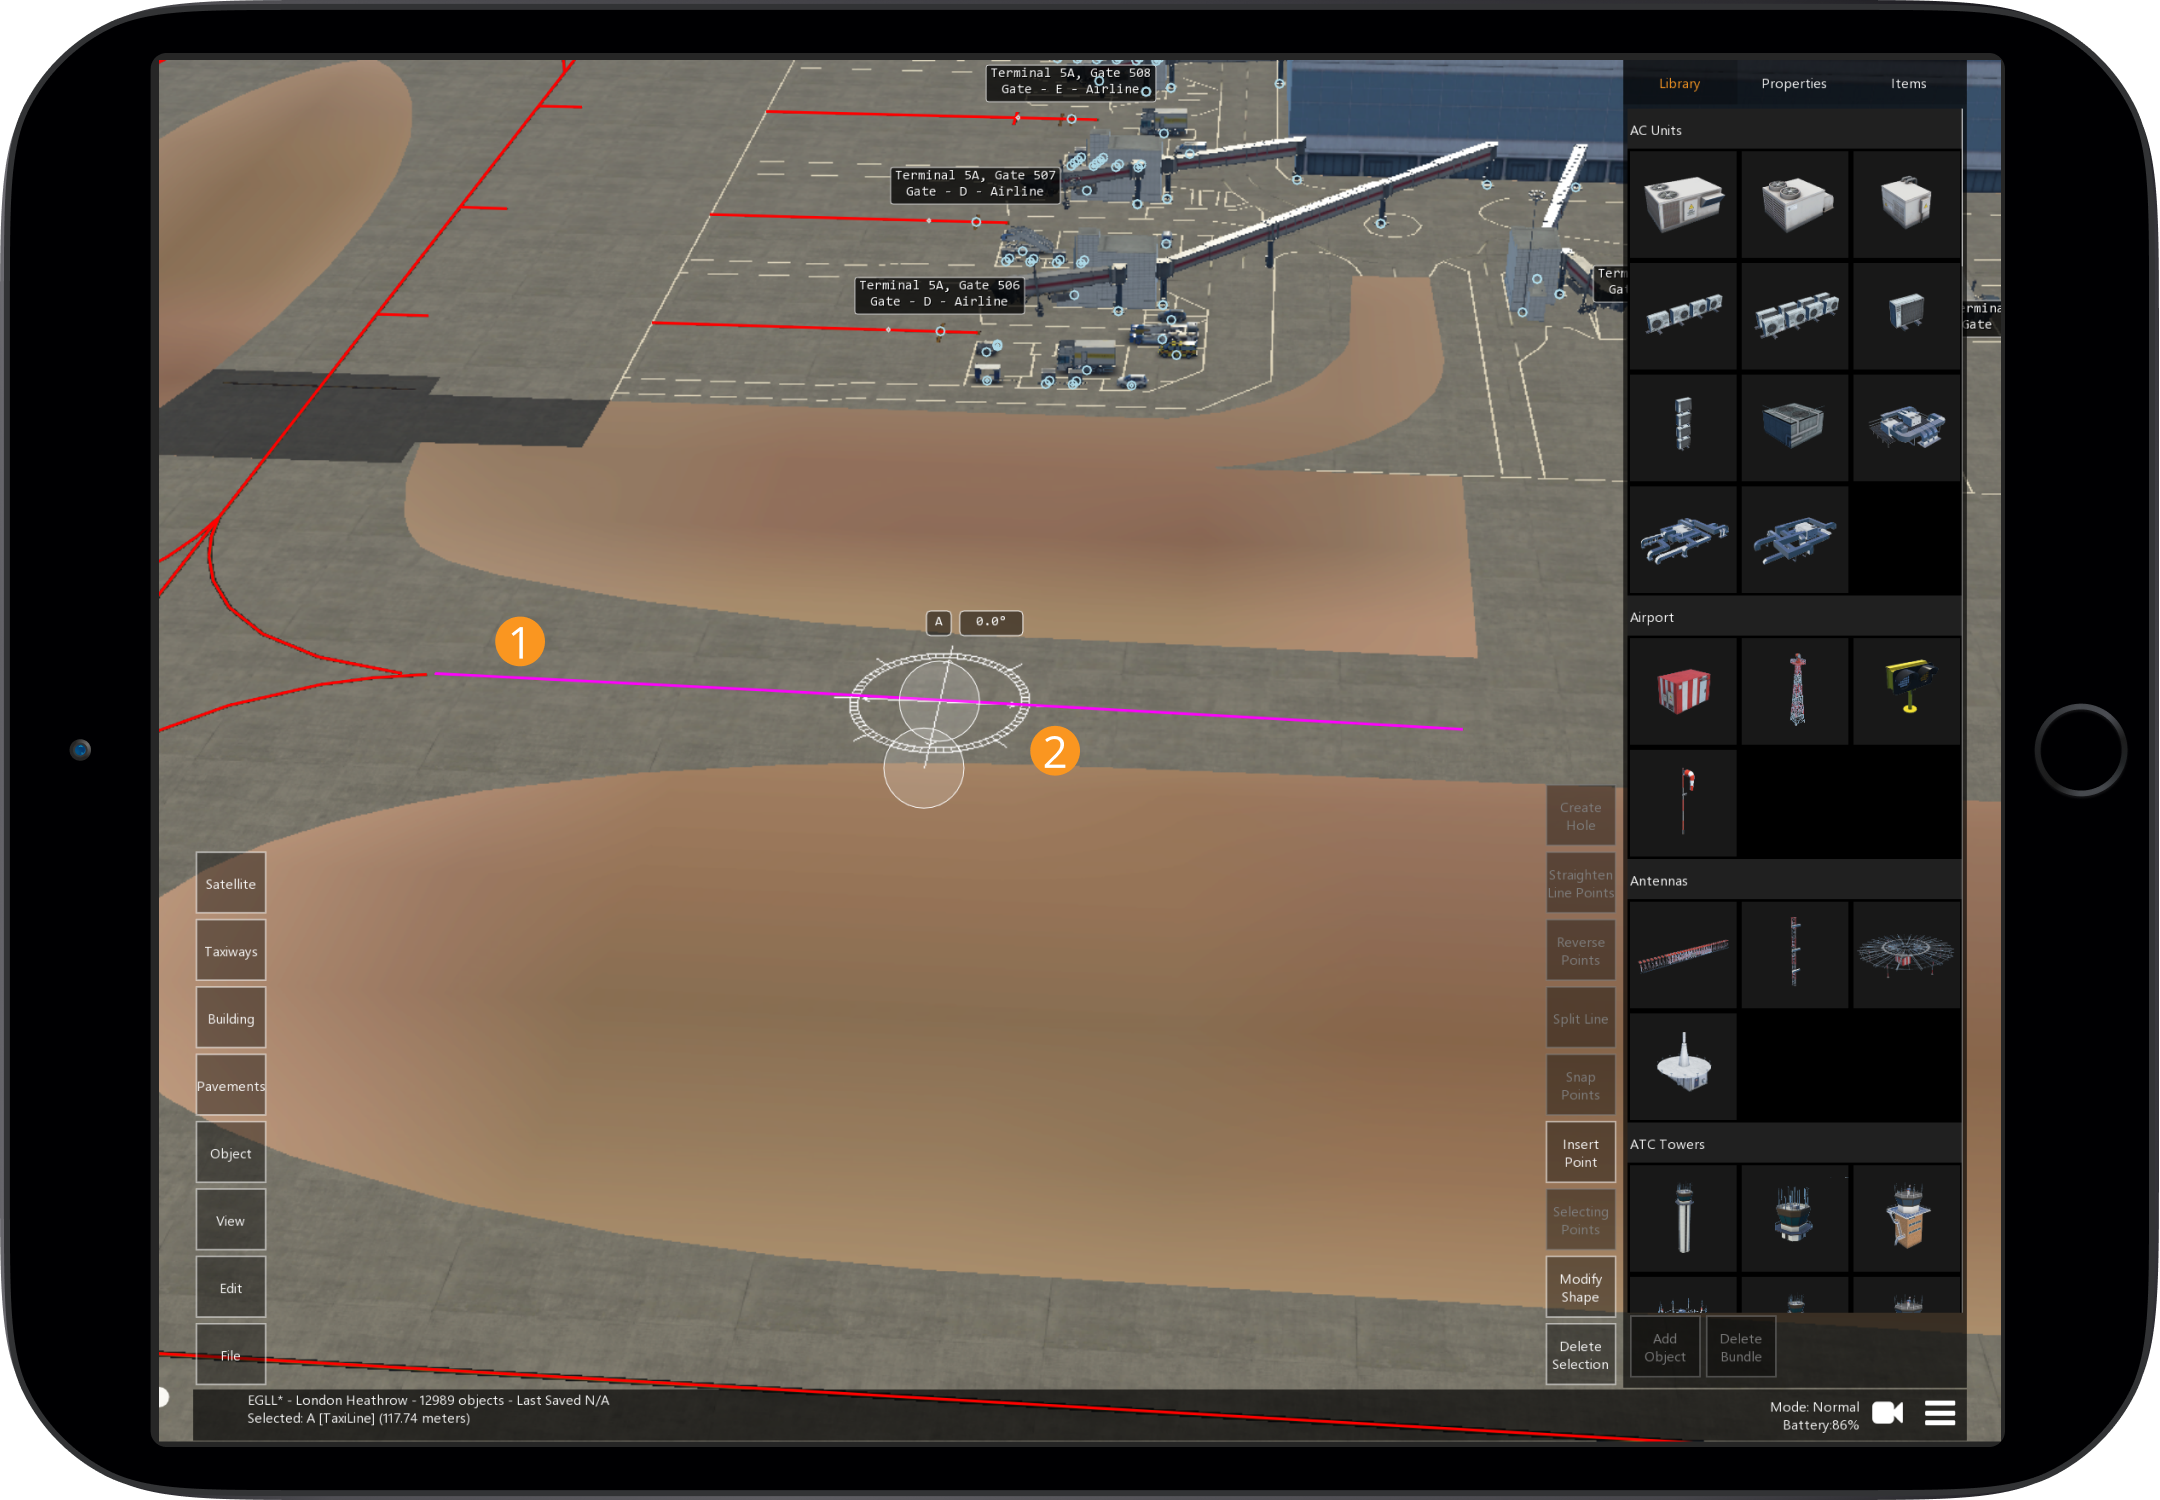 Terminal 5A, Gate 508
Gate - E - Airline
Terminal 5A, Gate 507
Gate - D - Airline
Terminal 5A, Gate 506
Gate - D - Airline
Library
Properties
Items
AC Units
Airport
Antennas
ATC Towers
1
A
0.0°
2
Satellite
Taxiways
Building
Pavements
Object
View
Edit
File
Create
Hole
Straighten
Line Points
Reverse
Points
Split Line
Snap
Points
Insert
Point
Selecting
Points
Modify
Shape
Delete
Selection
Add
Object
Delete
Bundle
EGLL* - London Heathrow - 12989 objects - Last Saved N/A
Selected: A [TaxiLine] (117.74 meters)
Mode: Normal
Battery:86%